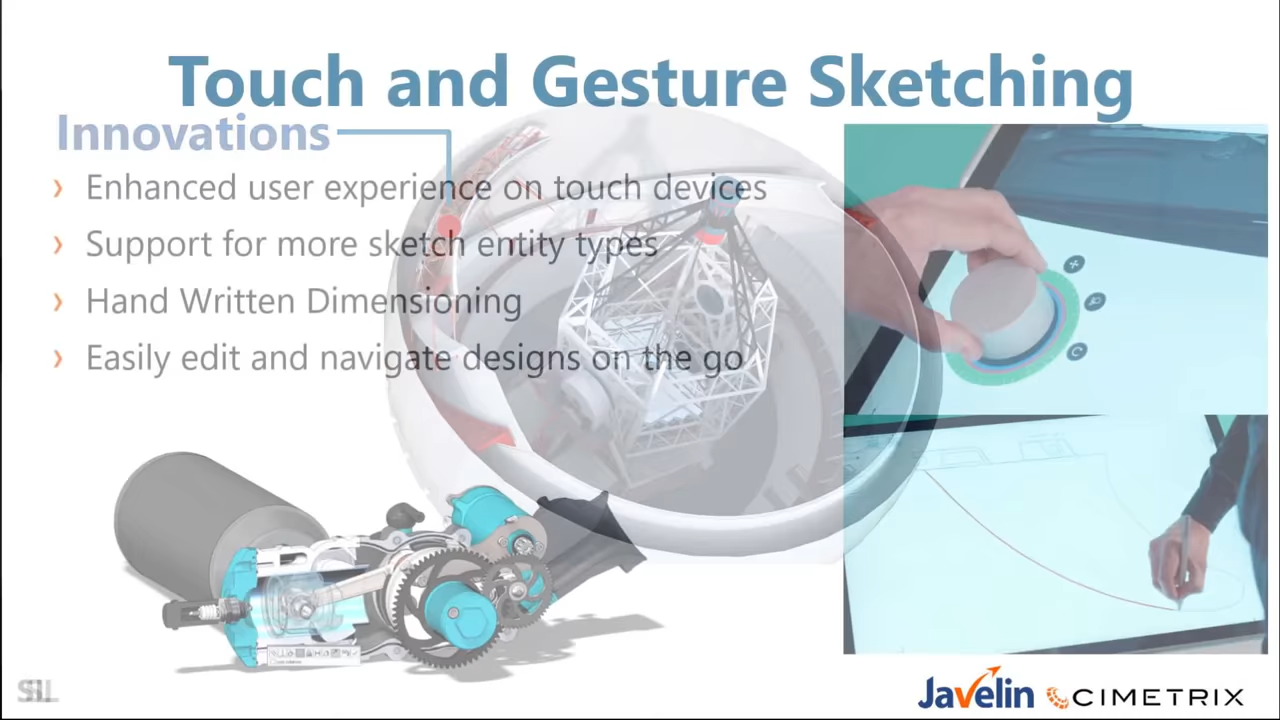 Touch and Gesture Sketching
Innovations
› Enhanced user experience on touch devices
› Support for more sketch entity types
› Hand Written Dimensioning
› Easily edit and navigate designs on the go
Javelin CIMETRIX